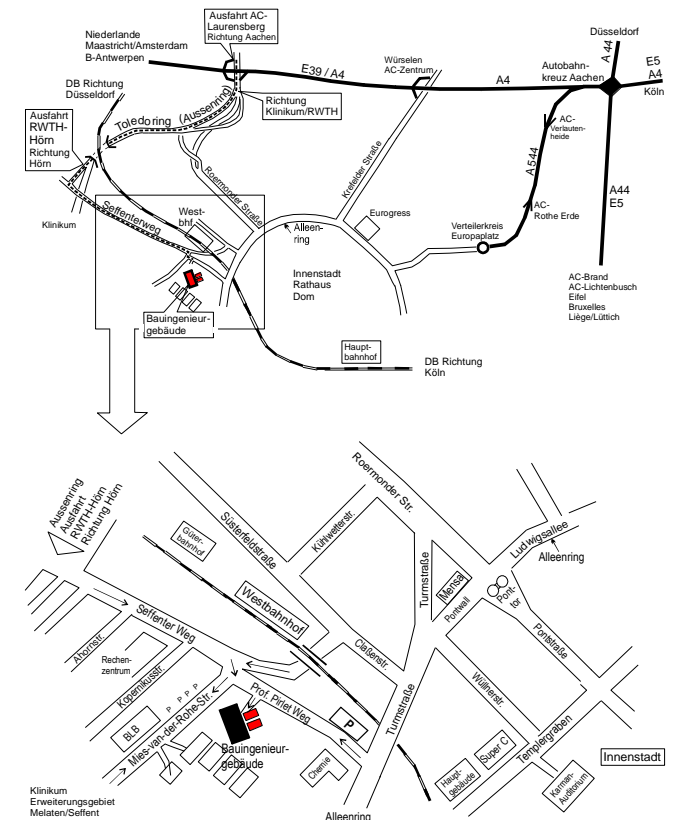 Ausfahrt AC-
Laurensberg
Richtung Aachen
Niederlande
Maastricht/Amsterdam
B-Antwerpen
E39 / A4
Würselen
AC-Zentrum
A4
Düsseldorf
A 44
Autobahn-
kreuz Aachen
E5
A4
Köln
DB Richtung
Düsseldorf
Ausfahrt
RWTH-
Hörn
Richtung
Hörn
Toledoring (Aussenring)
Richtung
Klinikum/RWTH
Roermonder Straße
Krefelder Straße
AC-
Verlauten-
heide
A 544
A44
E5
AC-
Rothe Erde
Klinikum
Seffenterweg
West-
bhf.
Alleen-
ring
Eurogress
Verteilerkreis
Europaplatz
Innenstadt
Rathaus
Dom
Bauingenieur-
gebäude
AC-Brand
AC-Lichtenbusch
Eifel
Bruxelles
Liège/Lüttich
Haupt-
bahnhof
DB Richtung
Köln
Aussenring
Ausfahrt
RWTH-Hörn
Richtung Hörn
Roermonder Str.
Süsterfeldstraße
Güter-
bahnhof
Kühlwetterstr.
Ludwigsallee
Alleenring
Turmstraße
Mensa
Pontwall
Pont-
tor
Pontstraße
Westbahnhof
Seffenter Weg
Ahornstr.
Rechen-
zentrum
Kopernikusstr.
Claßenstr.
Wüllnerstr.
Turmstraße
P P P P
Prof. Pirlet Weg
P
BLB
Mies-van-der-Rohe-Str.
Bauingenieur-
gebäude
Chemie
Templergraben
Super C
Haupt-
gebäude
Karman-
Auditorium
Innenstadt
Klinikum
Erweiterungsgebiet
Melaten/Seffent
Alleenring